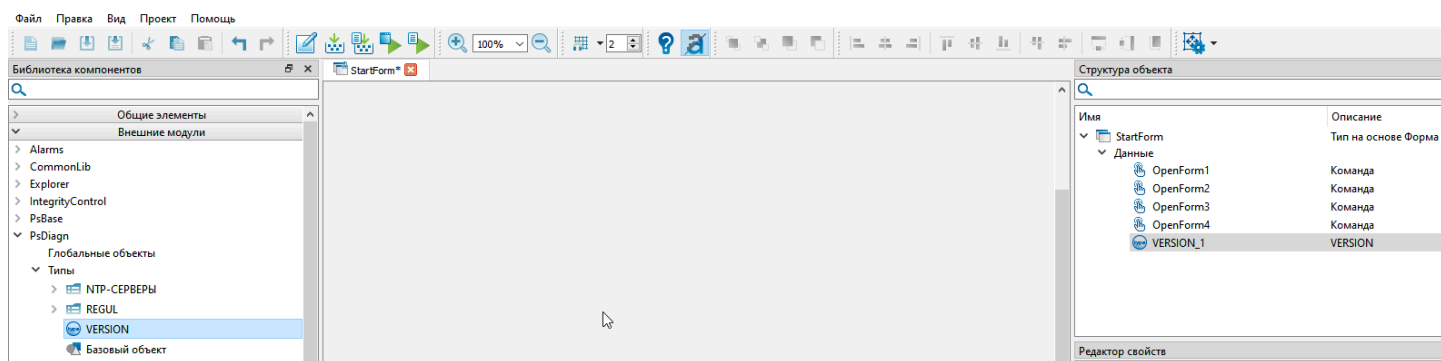 Файл Правка Вид Проект Помощь
100% 2
Библиотека компонентов
StartForm*
Структура объекта
Общие элементы
Внешние модули
Alarms
CommonLib
Explorer
IntegrityControl
PsBase
PsDiagn
Глобальные объекты
Типы
NTP-СЕРВЕРЫ
REGUL
VERSION
Базовый объект
Имя Описание
StartForm Тип на основе Форма
Данные
OpenForm1 Команда
OpenForm2 Команда
OpenForm3 Команда
OpenForm4 Команда
VERSION_1 VERSION
Редактор свойств